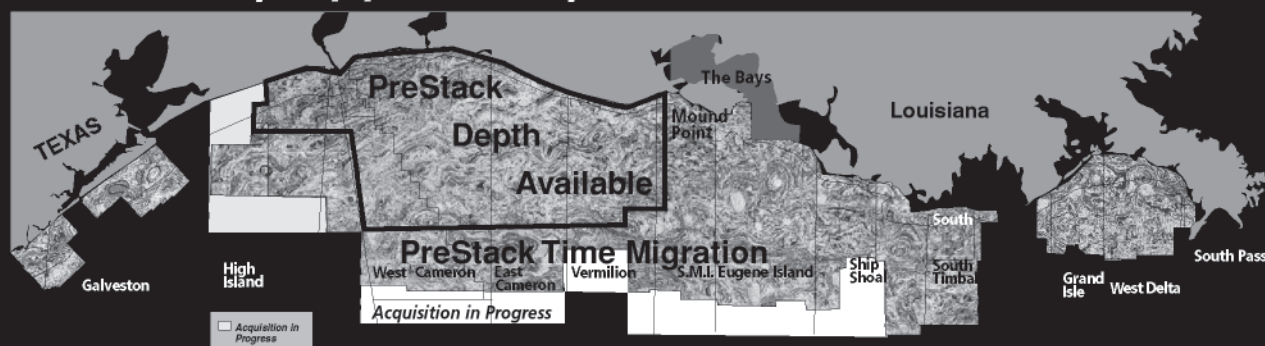 PreStack
Depth
Available
The Bays
Mound
Point
Louisiana
TEXAS
PreStack Time Migration
South
South Pass
Galveston
High
Island
West Cameron
East
Cameron
Vermilion
S.M.I. Eugene Island
Ship
Shoal
South
Timbal
Grand
Isle
West Delta
Acquisition in Progress
Acquisition in
Progress